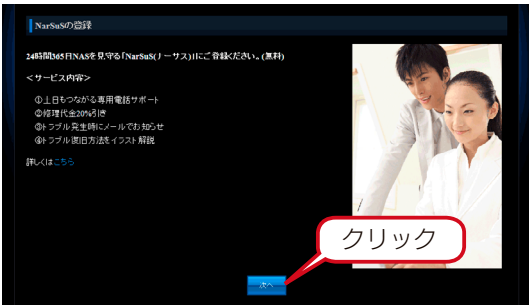 NarSuSの登録
24時間365日NASを見守る「NarSuS(ナーサス)」にご登録ください。(無料)
<サービス内容>
①土日もつながる専用電話サポート
②修理代金20%引き
③トラブル発生時にメールでお知らせ
④トラブル復旧方法をイラスト解説
詳しくはこちら
クリック
次へ